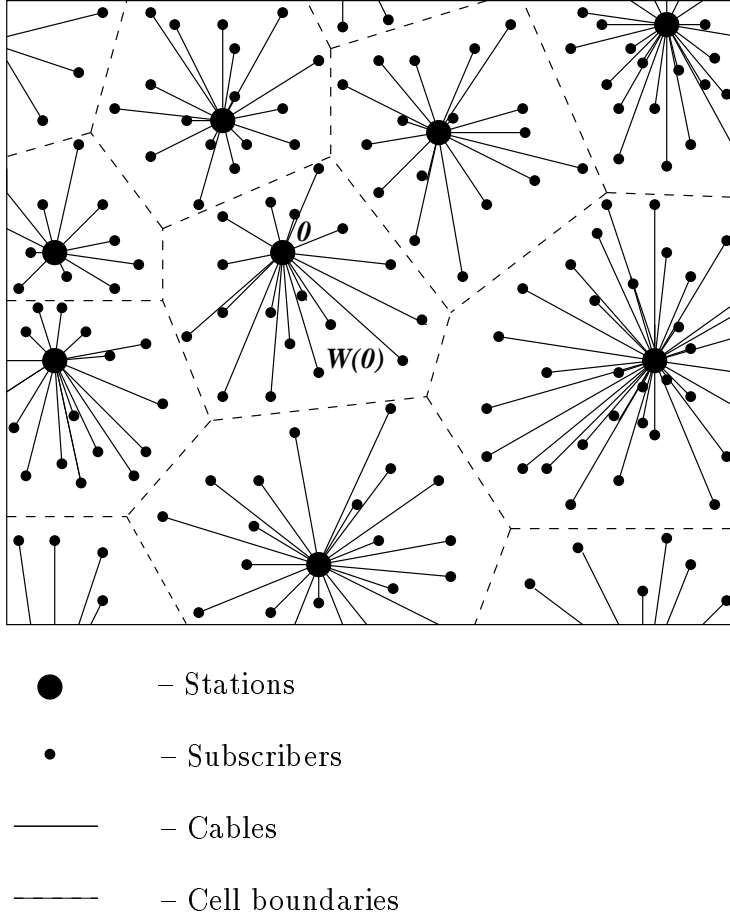 0
W(0)
– Stations
– Subscribers
– Cables
– Cell boundaries